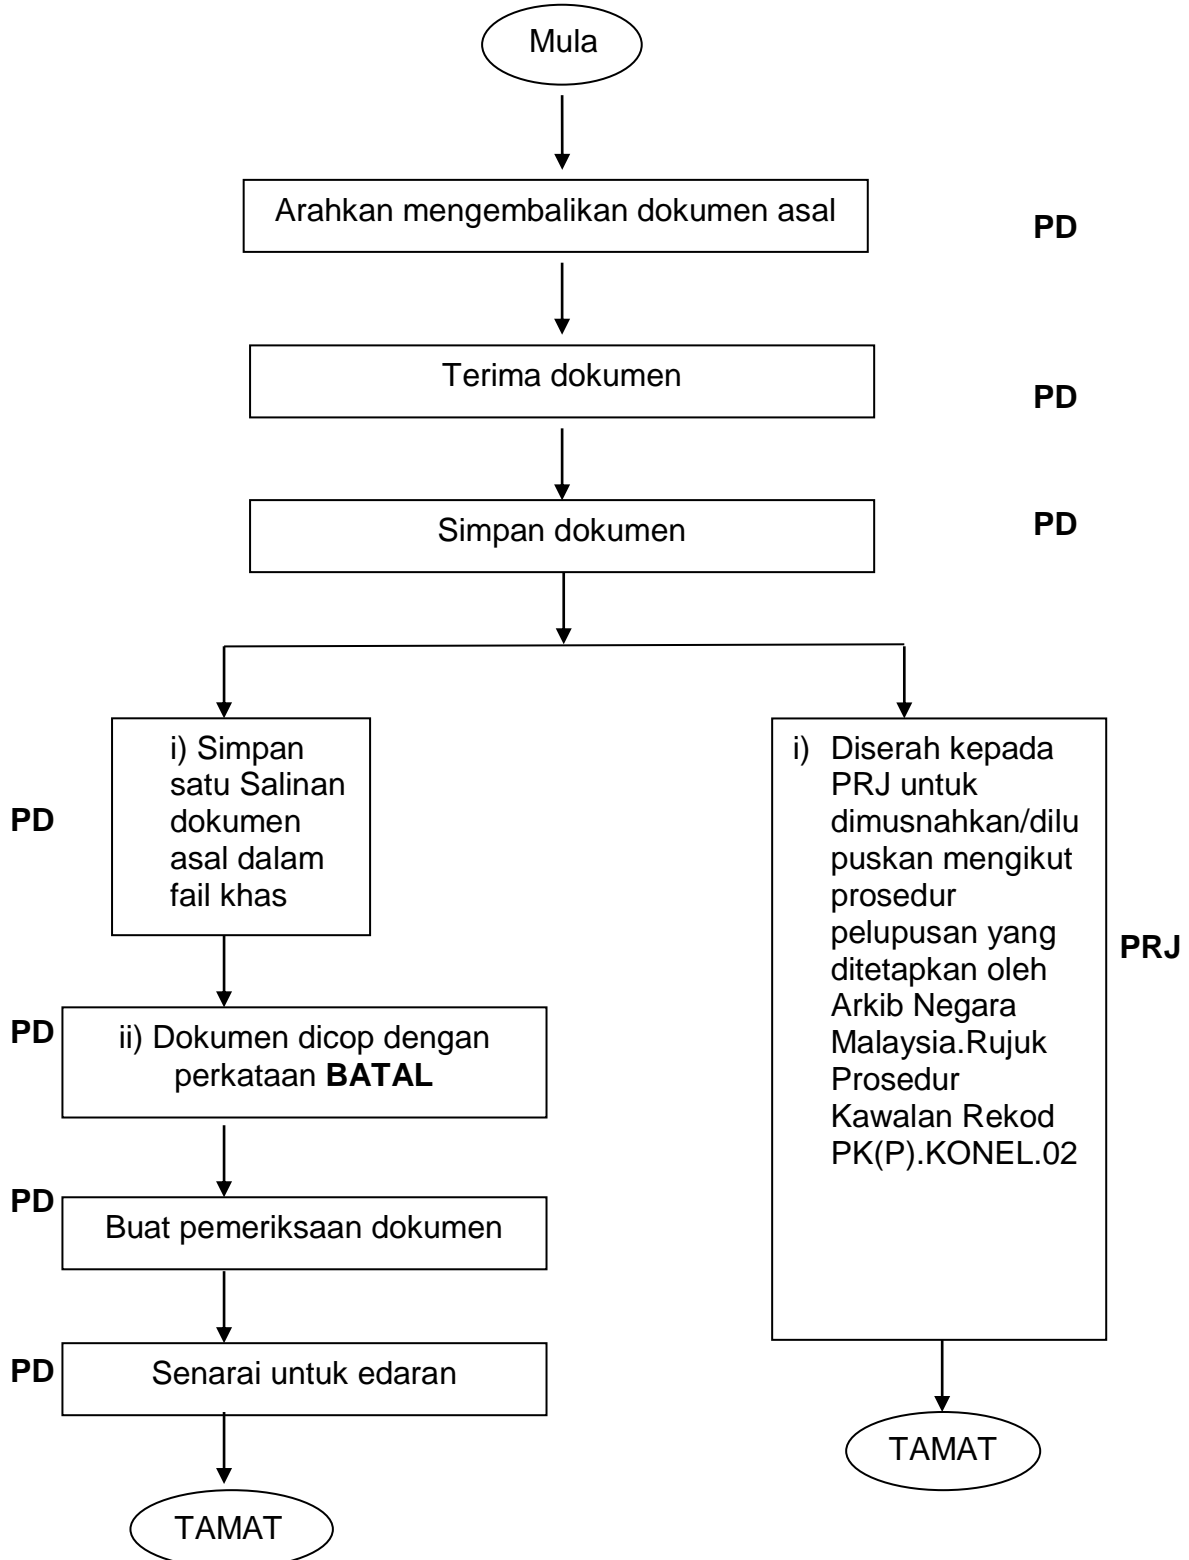 Mula
Arahkan mengembalikan dokumen asal
PD
Terima dokumen
PD
Simpan dokumen
PD
i) Simpan
satu Salinan
dokumen
asal dalam
fail khas
PD
ii) Dokumen dicop dengan
perkataan BATAL
PD
Buat pemeriksaan dokumen
PD
Senarai untuk edaran
PD
TAMAT
i) Diserah kepada
PRJ untuk
dimusnahkan/dilu
puskan mengikut
prosedur
pelupusan yang
ditetapkan oleh
Arkib Negara
Malaysia.Rujuk
Prosedur
Kawalan Rekod
PK(P).KONEL.02
PRJ
TAMAT